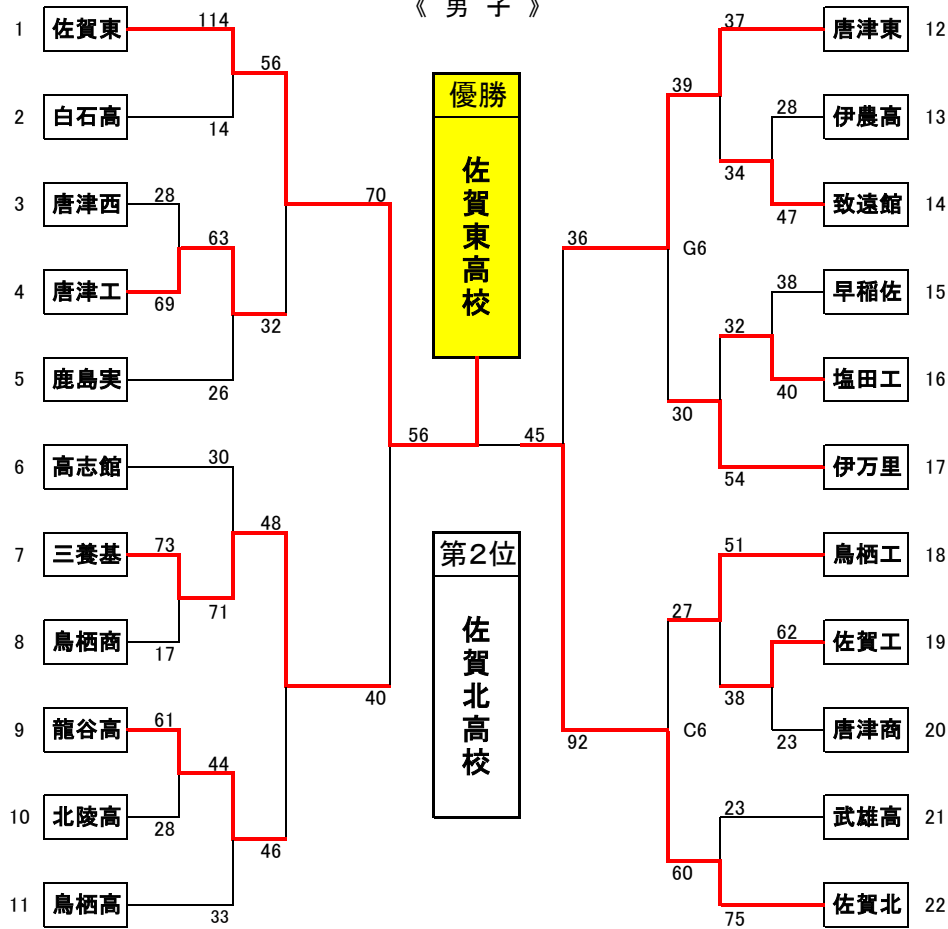 《 男 子 》
1 佐賀東 114
56
2 白石高 14
3 唐津西 28
63
4 唐津工 69
32
5 鹿島実 26
70
6 高志館 30
48
7 三養基 73
71
8 鳥栖商 17
40
9 龍谷高 61
44
10 北陵高 28
46
11 鳥栖高 33
優勝
佐賀東高校
56 45
第2位
佐賀北高校
37 唐津東 12
39
28 伊農高 13
34
47 致遠館 14
36 G6
38 早稲佐 15
32
40 塩田工 16
30
54 伊万里 17
51 鳥栖工 18
27
62 佐賀工 19
38
23 唐津商 20
92 C6
23 武雄高 21
60
75 佐賀北 22